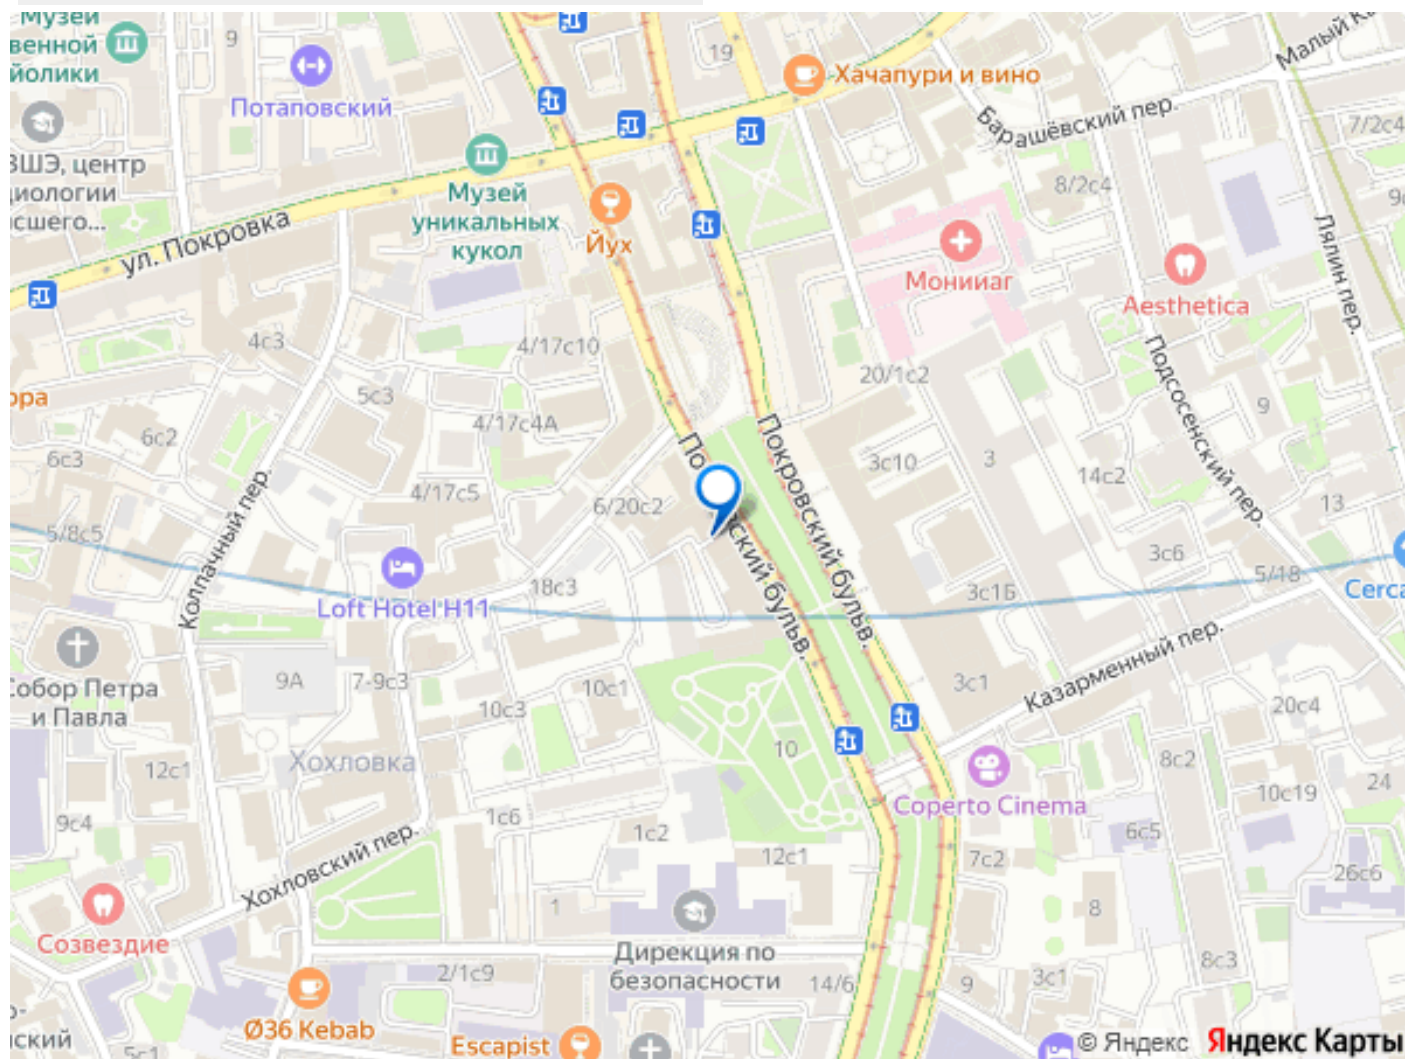 Музей
венной
йолики
9
Потаповский
19
Хачапури и вино
Малый
Барашёвский пер.
7/2с4
ВШЭ, центр
циологии
сшего...
Музей
уникальных
кукол
Йух
8/2с4
ул. Покровка
Мониияг
Aesthetica
Лялин пер.
4с3
4/17с10
ора
5с3
20/1с2
Подсосенский пер.
6с2
4/17с4А
Покровский бульв.
Покровский бульв.
9
6с3
3с10
3
14с2
4/17с5
6/20с2
13
5/8с5
Колпачный пер.
3с6
Loft Hotel H11
18с3
3с1Б
5/18
Cerca
Казарменный пер.
Собор Петра
и Павла
9А
7-9с3
10с1
3с1
10с3
20с4
10
Хохловка
12с1
8с2
Coperto Cinema
10с19
24
9с4
1с6
1с2
6с5
Хохловский пер.
12с1
7с2
26с6
Созвездие
1
8
Дирекция по
безопасности
2/1с9
14/6
9
3с1
8с3
Ø36 Kebab
Escapist
ский
5с1
© Яндекс
Яндекс Карты